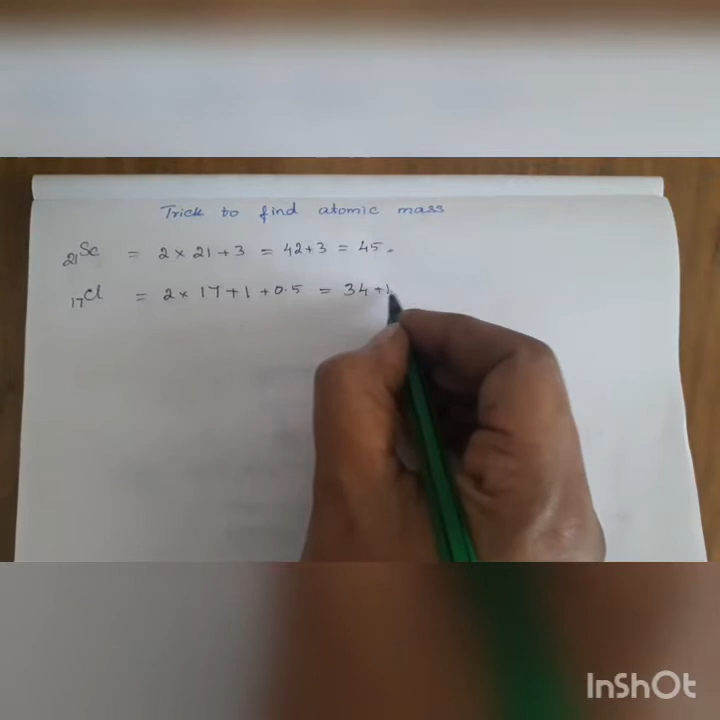 Trick to find atomic mass
21Sc = 2 × 21 + 3 = 42 + 3 = 45.
17Cl = 2 × 17 + 1 + 0.5 = 34 + 1
InShOt